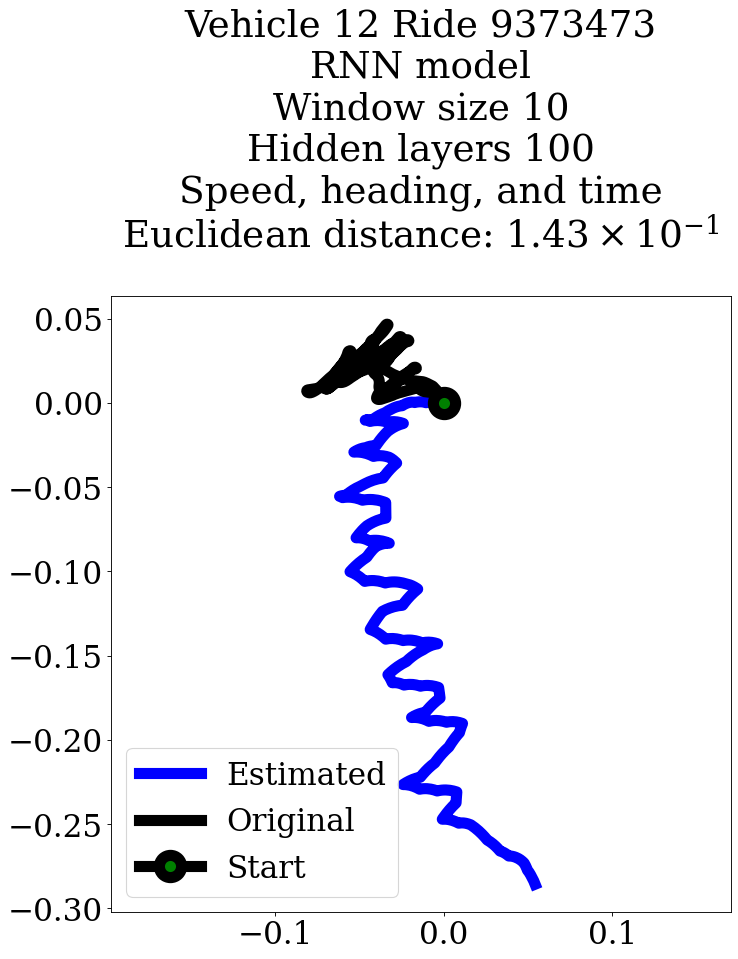 Vehicle 12 Ride 9373473
RNN model
Window size 10
Hidden layers 100
Speed, heading, and time
Euclidean distance: 1.43 × 10⁻¹
0.05
0.00
−0.05
−0.10
−0.15
−0.20
−0.25
−0.30
Estimated
Original
Start
−0.1
0.0
0.1